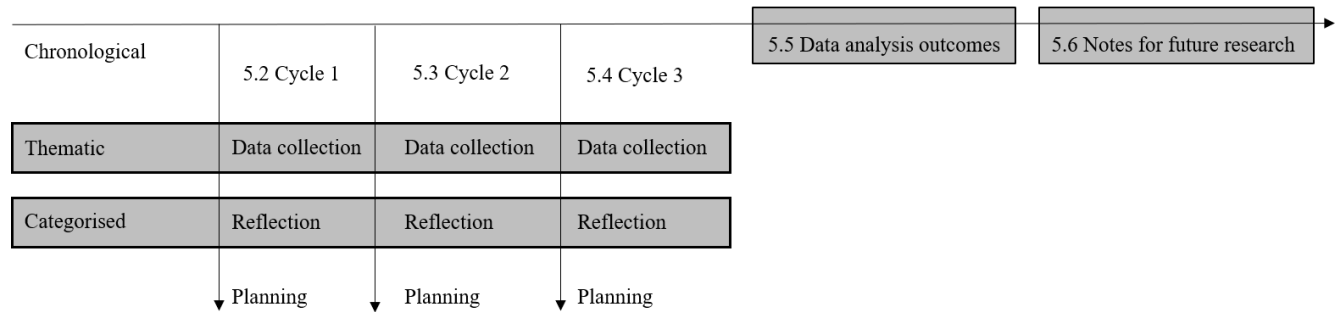 Chronological
5.2 Cycle 1
5.3 Cycle 2
5.4 Cycle 3
5.5 Data analysis outcomes
5.6 Notes for future research
Thematic
Data collection
Data collection
Data collection
Categorised
Reflection
Reflection
Reflection
Planning
Planning
Planning